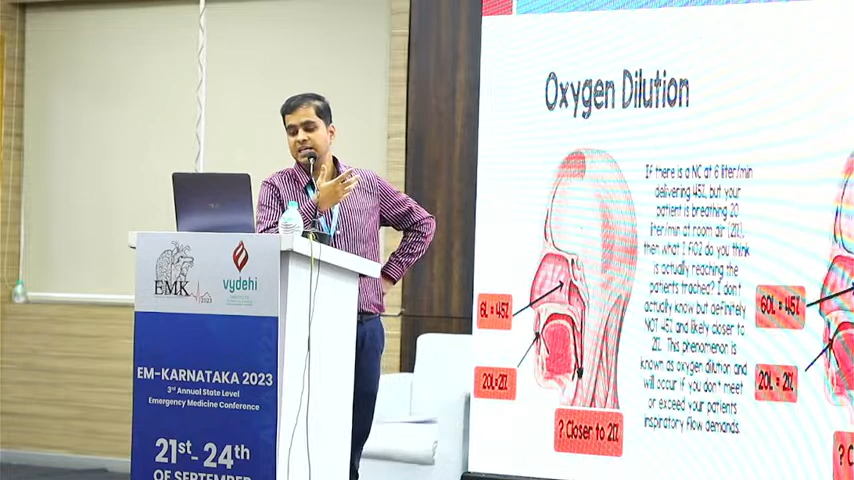 Oxygen Dilution
If there is a NC at 6 liter/min
delivering 45%, but your
patient is breathing 20
liter/min at room air (21%),
then what I FiO2 do you think
is actually reaching the
patients trachea? I don't
actually know but definitely
NOT 45% and likely closer to
21%. This phenomenon is
known as oxygen dilution and
will occur if you don't meet
or exceed your patients
inspiratory flow demands.
6L = 45%
20L=21%
? Closer to 21%
60L = 45%
20L = 21%
? C
EMK
2023
vydehi
EM-KARNATAKA 2023
3rd Annual State Level
Emergency Medicine Conference
21st - 24th
OF SEPTEMBER